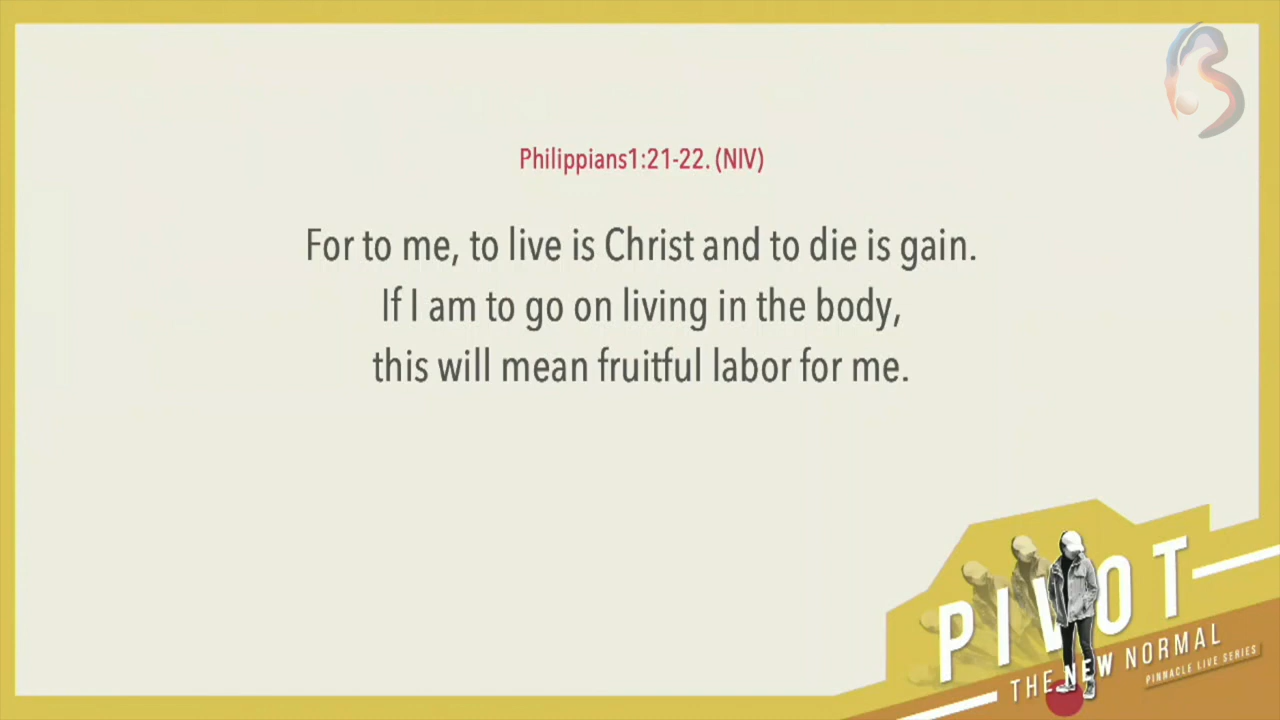 Philippians1:21-22. (NIV)
For to me, to live is Christ and to die is gain.
If I am to go on living in the body,
this will mean fruitful labor for me.
PIVOT
THE NEW NORMAL
PINNACLE LIVE SERIES